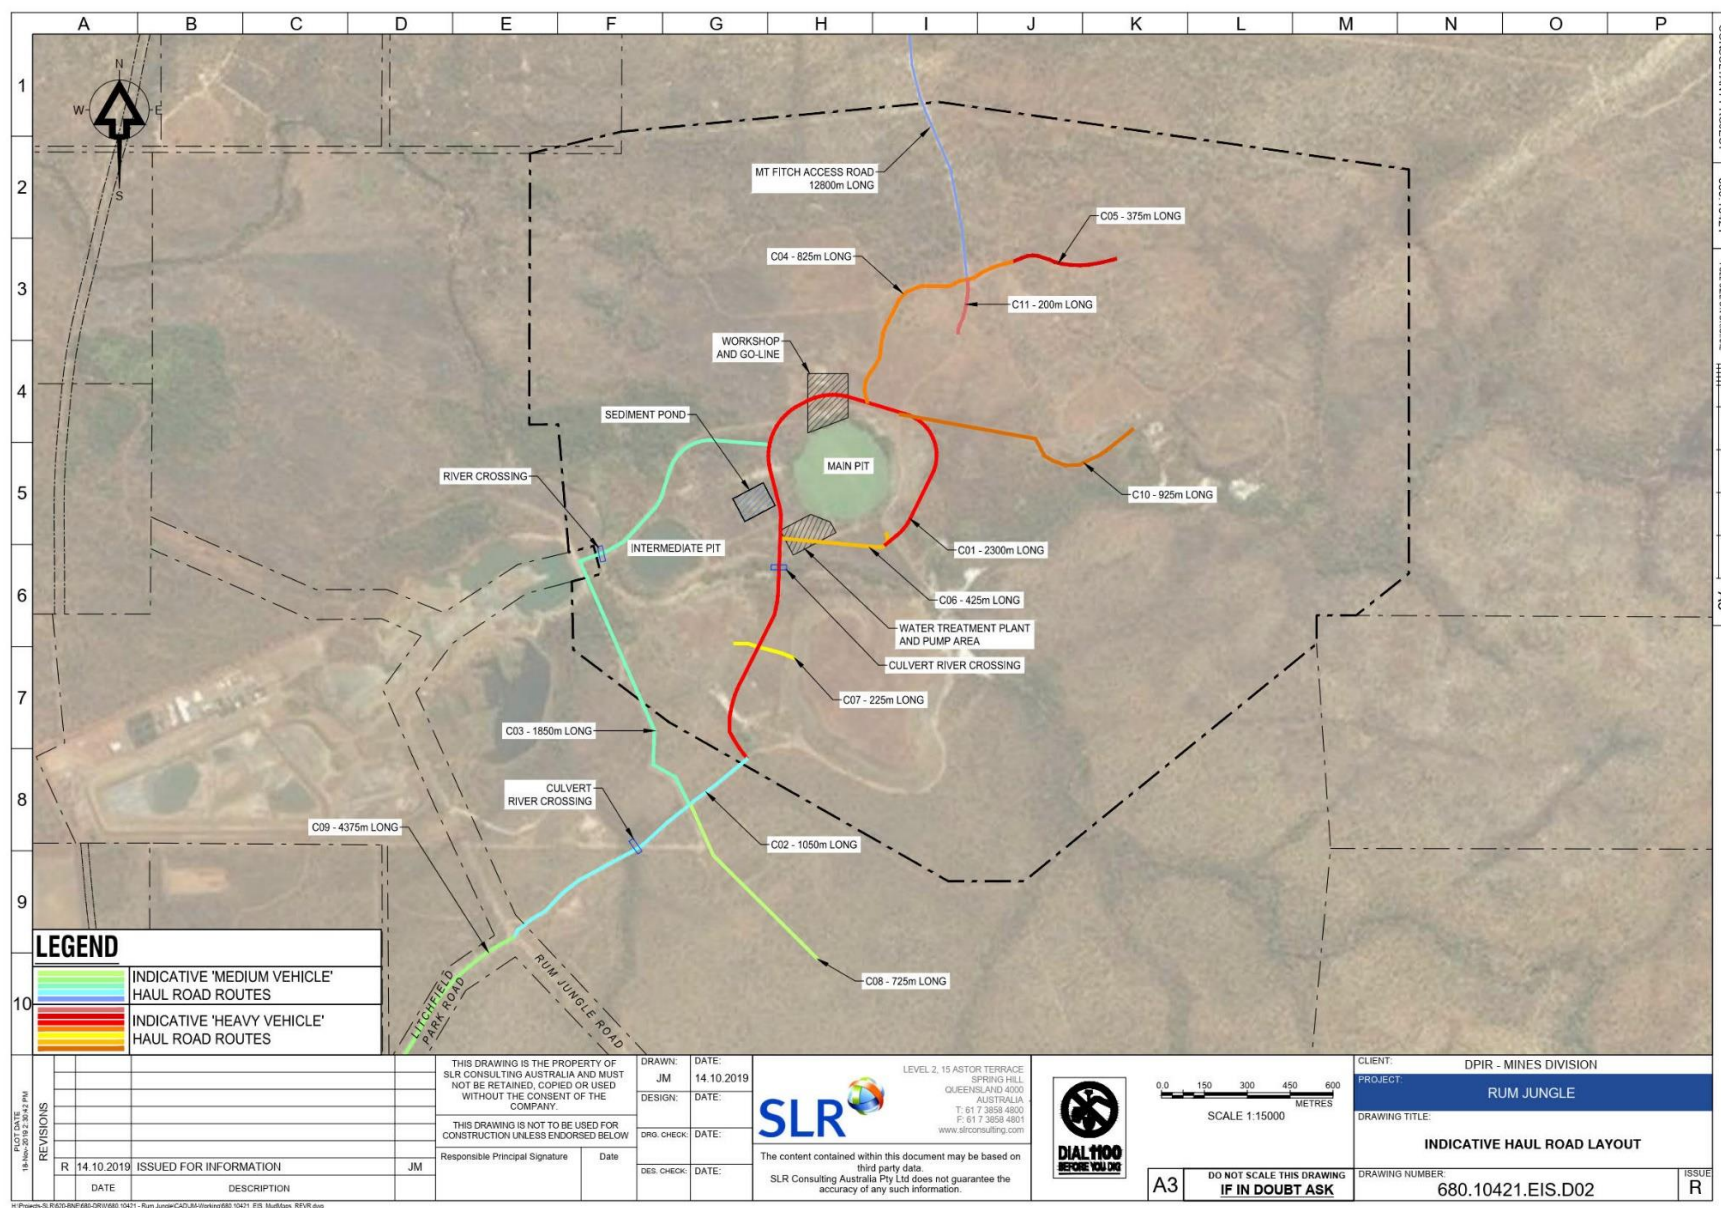 A B C D E F G H I J K L M N O P
1
2
3
4
5
6
7
8
9
10
N
W E
S
MT FITCH ACCESS ROAD
12800m LONG
C05 - 375m LONG
C04 - 825m LONG
C11 - 200m LONG
WORKSHOP
AND GO-LINE
SEDIMENT POND
MAIN PIT
RIVER CROSSING
C10 - 925m LONG
INTERMEDIATE PIT
C01 - 2300m LONG
C06 - 425m LONG
WATER TREATMENT PLANT
AND PUMP AREA
CULVERT RIVER CROSSING
C07 - 225m LONG
C03 - 1850m LONG
CULVERT
RIVER CROSSING
C09 - 4375m LONG
C02 - 1050m LONG
C08 - 725m LONG
LITCHFIELD
PARK ROAD
RUM JUNGLE ROAD
LEGEND
INDICATIVE 'MEDIUM VEHICLE'
HAUL ROAD ROUTES
INDICATIVE 'HEAVY VEHICLE'
HAUL ROAD ROUTES
PLOT DATE
18-Nov-2019 2:30:42 PM
REVISIONS
R 14.10.2019 ISSUED FOR INFORMATION JM
DATE DESCRIPTION
THIS DRAWING IS THE PROPERTY OF
SLR CONSULTING AUSTRALIA AND MUST
NOT BE RETAINED, COPIED OR USED
WITHOUT THE CONSENT OF THE
COMPANY.
THIS DRAWING IS NOT TO BE USED FOR
CONSTRUCTION UNLESS ENDORSED BELOW
Responsible Principal Signature Date
DRAWN: DATE:
JM 14.10.2019
DESIGN: DATE:
DRG. CHECK: DATE:
DES. CHECK: DATE:
SLR
LEVEL 2, 15 ASTOR TERRACE
SPRING HILL
QUEENSLAND 4000
AUSTRALIA
T: 61 7 3858 4800
F: 61 7 3858 4801
www.slrconsulting.com
The content contained within this document may be based on
third party data.
SLR Consulting Australia Pty Ltd does not guarantee the
accuracy of any such information.
DIAL 1100
BEFORE YOU DIG
0.0 150 300 450 600
METRES
SCALE 1:15000
A3
DO NOT SCALE THIS DRAWING
IF IN DOUBT ASK
CLIENT:
DPIR - MINES DIVISION
PROJECT:
RUM JUNGLE
DRAWING TITLE:
INDICATIVE HAUL ROAD LAYOUT
DRAWING NUMBER:
680.10421.EIS.D02
ISSUE
R